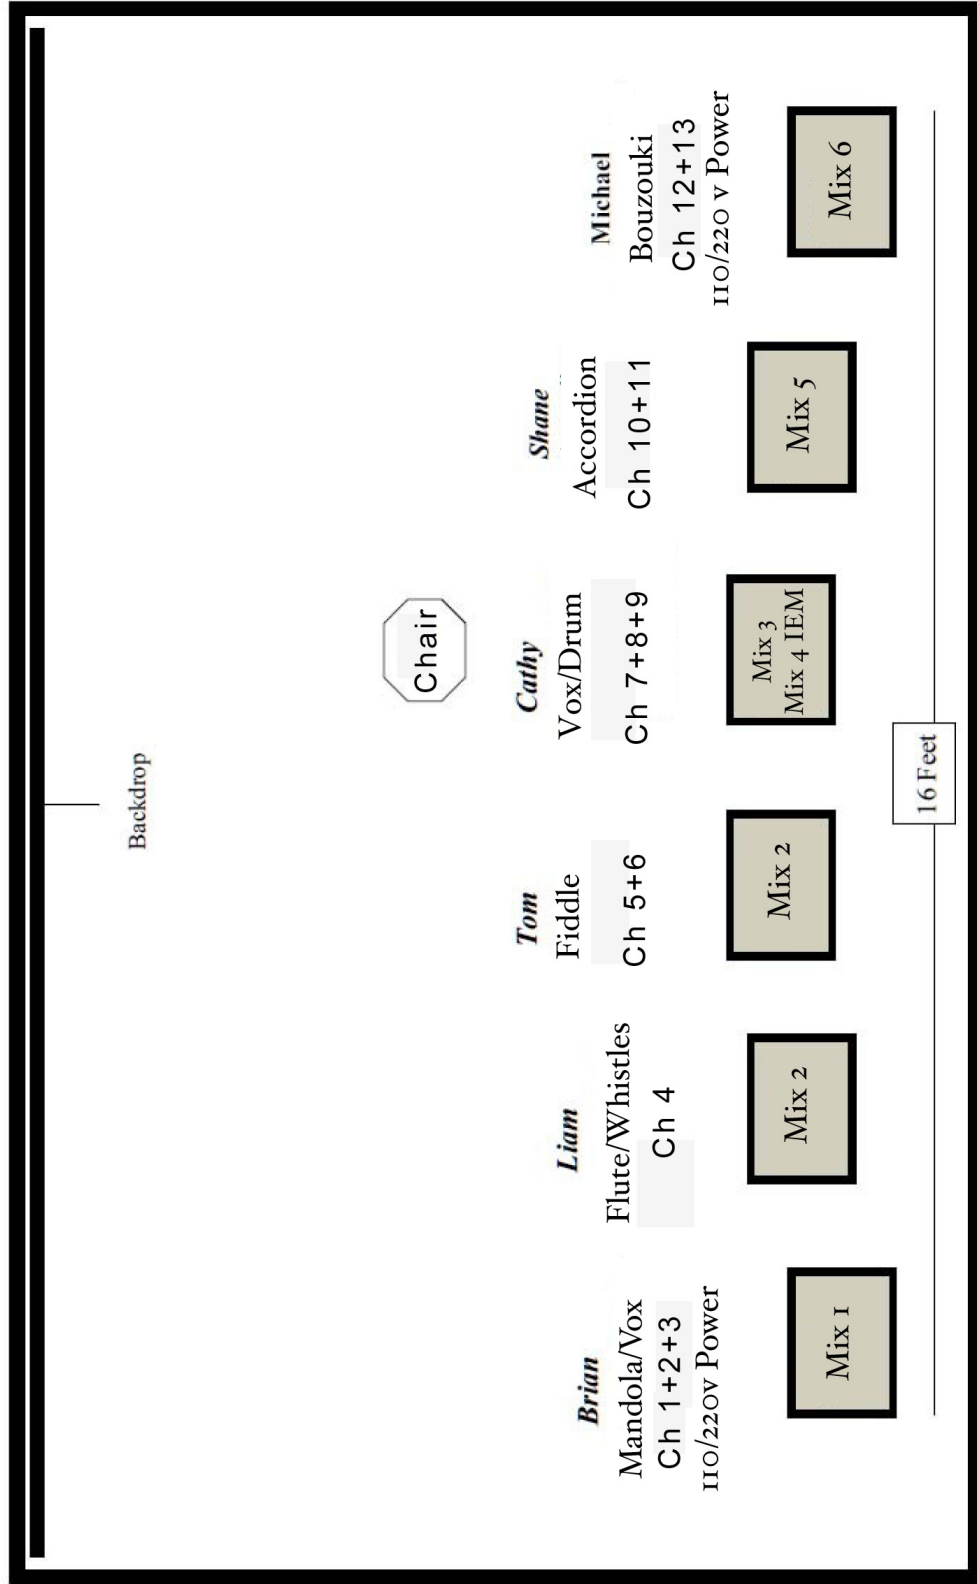 Backdrop
Chair
Brian
Mandola/Vox
Ch 1+2+3
110/220v Power
Mix 1
Liam
Flute/Whistles
Ch 4
Mix 2
Tom
Fiddle
Ch 5+6
Mix 2
Cathy
Vox/Drum
Ch 7+8+9
Mix 3
Mix 4 IEM
Shane
Accordion
Ch 10+11
Mix 5
Michael
Bouzouki
Ch 12+13
110/220 v Power
Mix 6
16 Feet